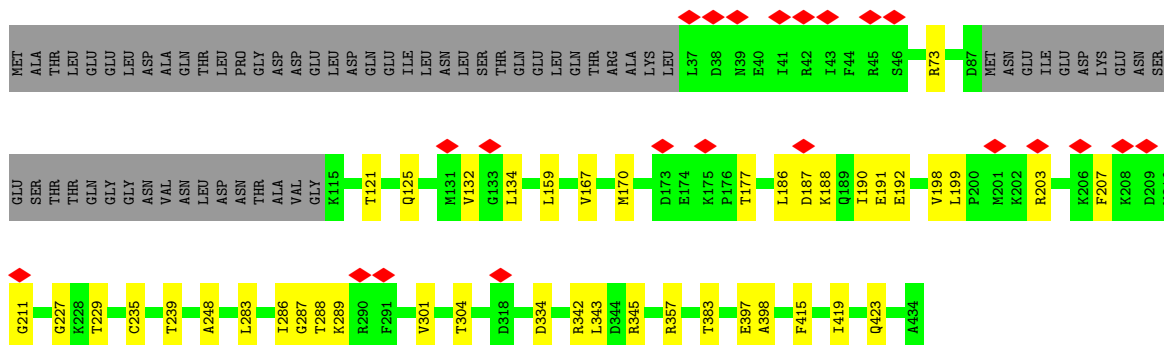 MET ALA THR LEU GLU GLU LEU ASP ALA GLN THR LEU PRO GLY ASP ASP GLU LEU ASP GLN GLU ILE LEU ASN LEU SER THR GLN GLU LEU GLN THR ARG ALA LYS LEU L37 D38 N39 E40 I41 R42 I43 F44 R45 S46 R73 D87 MET ASN GLU ILE GLU ASP LYS GLU ASN SER
GLU SER THR THR GLN GLY GLY ASN VAL ASN LEU ASP ASN THR ALA VAL GLY K115 T121 Q125 M131 V132 G133 L134 L159 V167 M170 D173 E174 K175 P176 T177 L186 D187 K188 Q189 I190 E191 E192 V198 L199 P200 M201 K202 R203 K206 F207 K208 D209
G211 G227 K228 T229 C235 T239 A248 L283 I286 G287 T288 K289 R290 F291 V301 T304 D318 D334 R342 L343 D344 R345 R357 T383 E397 A398 F415 I419 Q423 A434